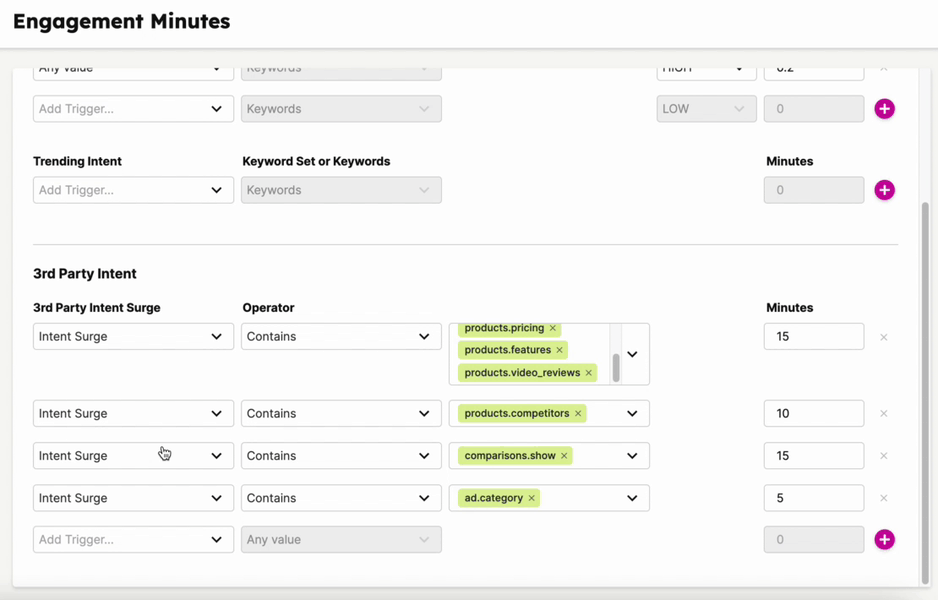 Engagement Minutes
Any value Keywords HIGH 0.2 ×
Add Trigger... Keywords LOW 0
Trending Intent Keyword Set or Keywords Minutes
Add Trigger... Keywords 0
3rd Party Intent
3rd Party Intent Surge Operator Minutes
products.pricing ×
Intent Surge Contains 15 ×
products.features ×
products.video_reviews ×
Intent Surge Contains products.competitors × 10 ×
Intent Surge Contains comparisons.show × 15 ×
Intent Surge Contains ad.category × 5 ×
Add Trigger... Any value 0